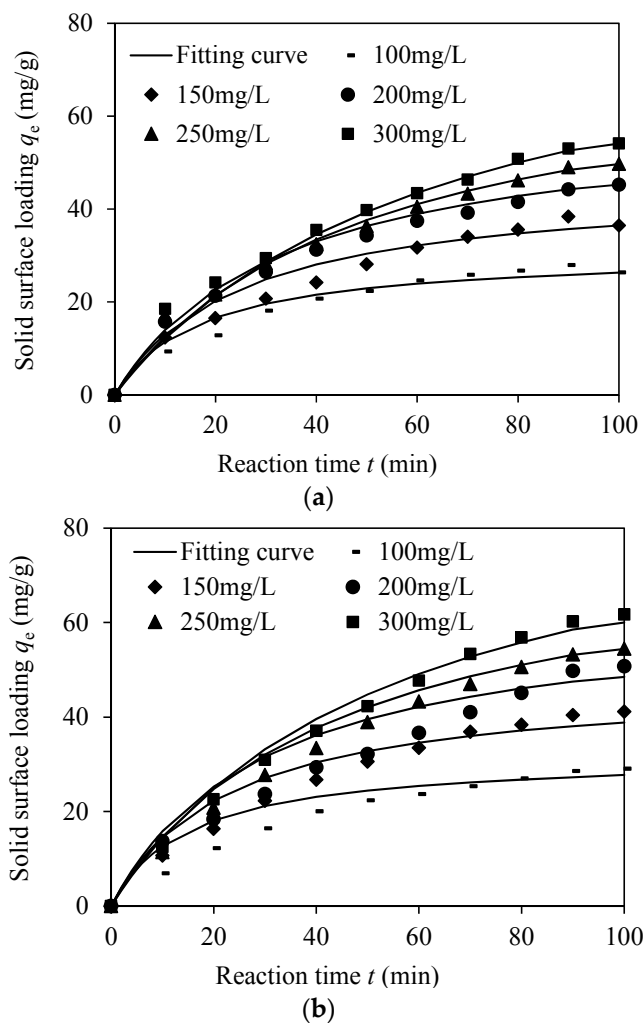 80
60
40
20
0
Solid surface loading qe (mg/g)
Fitting curve 100mg/L
150mg/L 200mg/L
250mg/L 300mg/L
0 20 40 60 80 100
Reaction time t (min)
(a)
80
60
40
20
0
Solid surface loading qe (mg/g)
Fitting curve 100mg/L
150mg/L 200mg/L
250mg/L 300mg/L
0 20 40 60 80 100
Reaction time t (min)
(b)